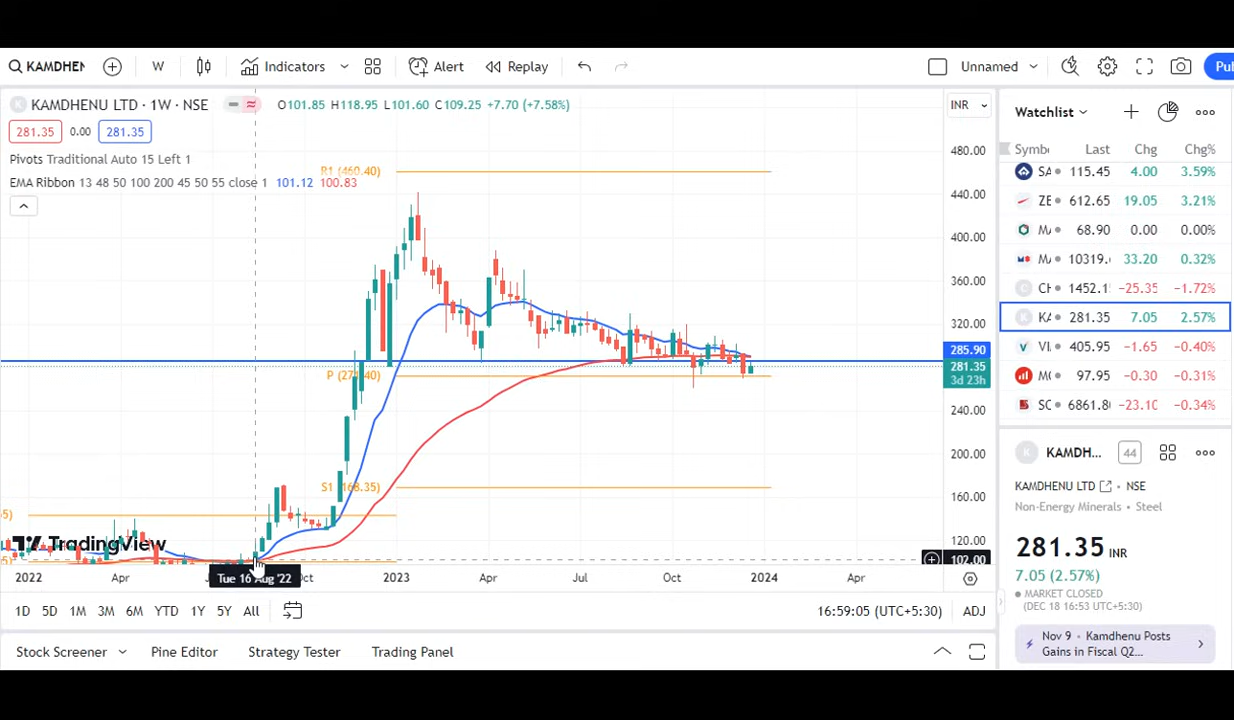 KAMDHEN
W
Indicators
Alert
Replay
Unnamed
Pu
KAMDHENU LTD · 1W · NSE
O101.85 H118.95 L101.60 C109.25 +7.70 (+7.58%)
INR
281.35 0.00 281.35
Pivots Traditional Auto 15 Left 1
EMA Ribbon 13 48 50 100 200 45 50 55 close 1 101.12 100.83
R1 (460.40)
P (271.40)
S1 (168.35)
480.00
440.00
400.00
360.00
320.00
285.90
281.35
3d 23h
240.00
200.00
160.00
102.00
5)
5)
TradingView
2022 Apr Tue 16 Aug '22 Oct 2023 Apr Jul Oct 2024 Apr
1D 5D 1M 3M 6M YTD 1Y 5Y All
16:59:05 (UTC+5:30)
ADJ
Stock Screener
Pine Editor
Strategy Tester
Trading Panel
Watchlist
Symb Last Chg Chg%
SA 115.45 4.00 3.59%
ZE 612.65 19.05 3.21%
68.90 0.00 0.00%
10319. 33.20 0.32%
CH 1452.1 −25.35 −1.72%
KA 281.35 7.05 2.57%
VI 405.95 −1.65 −0.40%
97.95 −0.30 −0.31%
SC 6861.8 −23.10 −0.34%
KAMDH...
44
KAMDHENU LTD · NSE
Non-Energy Minerals · Steel
281.35 INR
7.05 (2.57%)
MARKET CLOSED
(DEC 18 16:53 UTC+5:30)
Nov 9 · Kamdhenu Posts
Gains in Fiscal Q2...